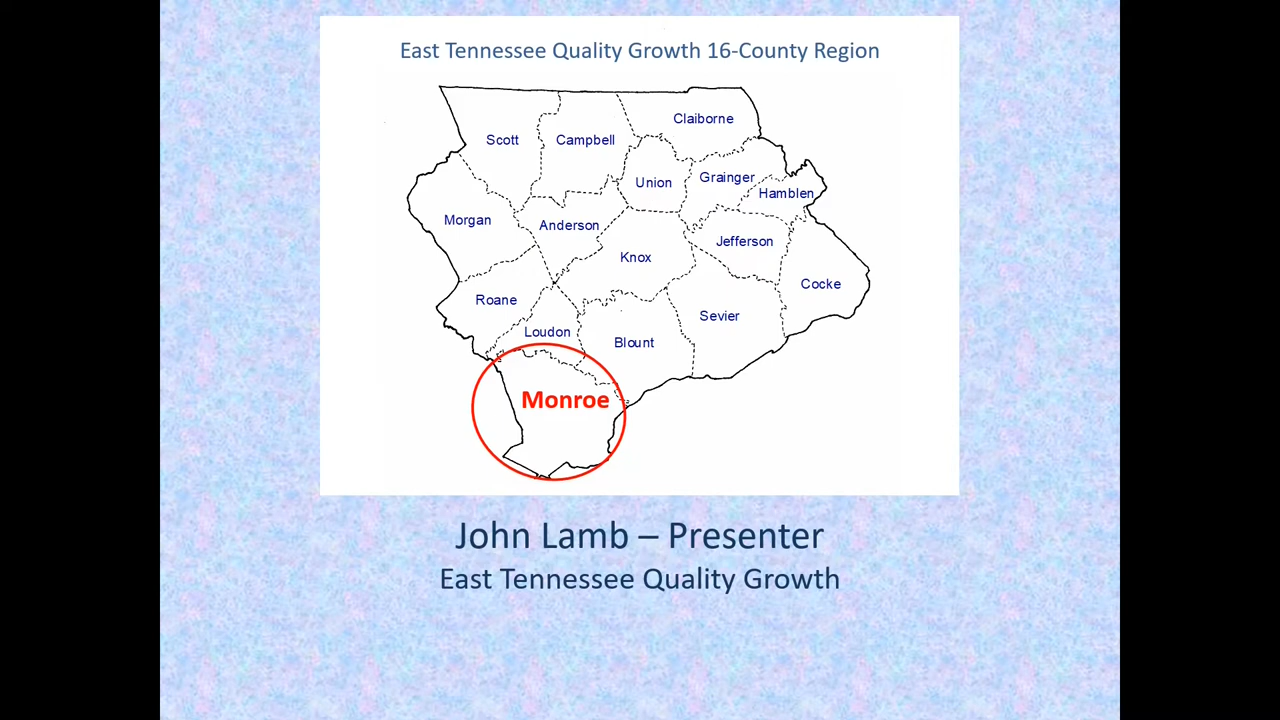 East Tennessee Quality Growth 16-County Region
Claiborne
Scott
Campbell
Union
Grainger
Hamblen
Morgan
Anderson
Jefferson
Knox
Cocke
Roane
Sevier
Loudon
Blount
Monroe
John Lamb – Presenter
East Tennessee Quality Growth